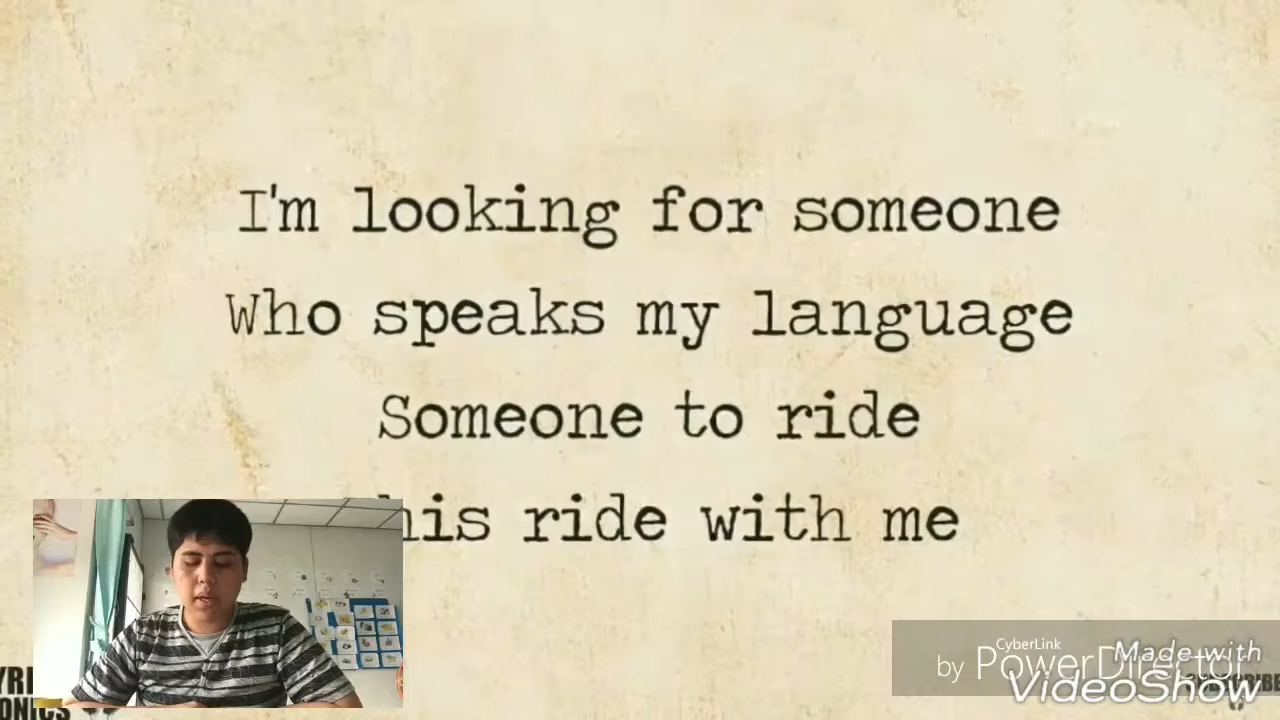 I'm looking for someone
Who speaks my language
Someone to ride
his ride with me
CyberLink
by PowerDirector
Made with
VideoShow